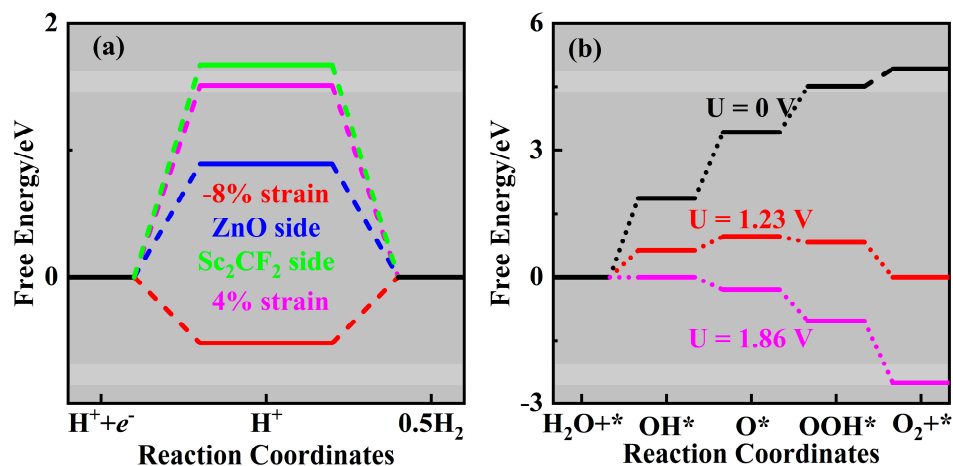 (a)
Free Energy/eV
2
0
-8% strain
ZnO side
Sc₂CF₂ side
4% strain
H⁺+e⁻ H⁺ 0.5H₂
Reaction Coordinates
(b)
Free Energy/eV
6
3
0
-3
U = 0 V
U = 1.23 V
U = 1.86 V
H₂O+* OH* O* OOH* O₂+*
Reaction Coordinates